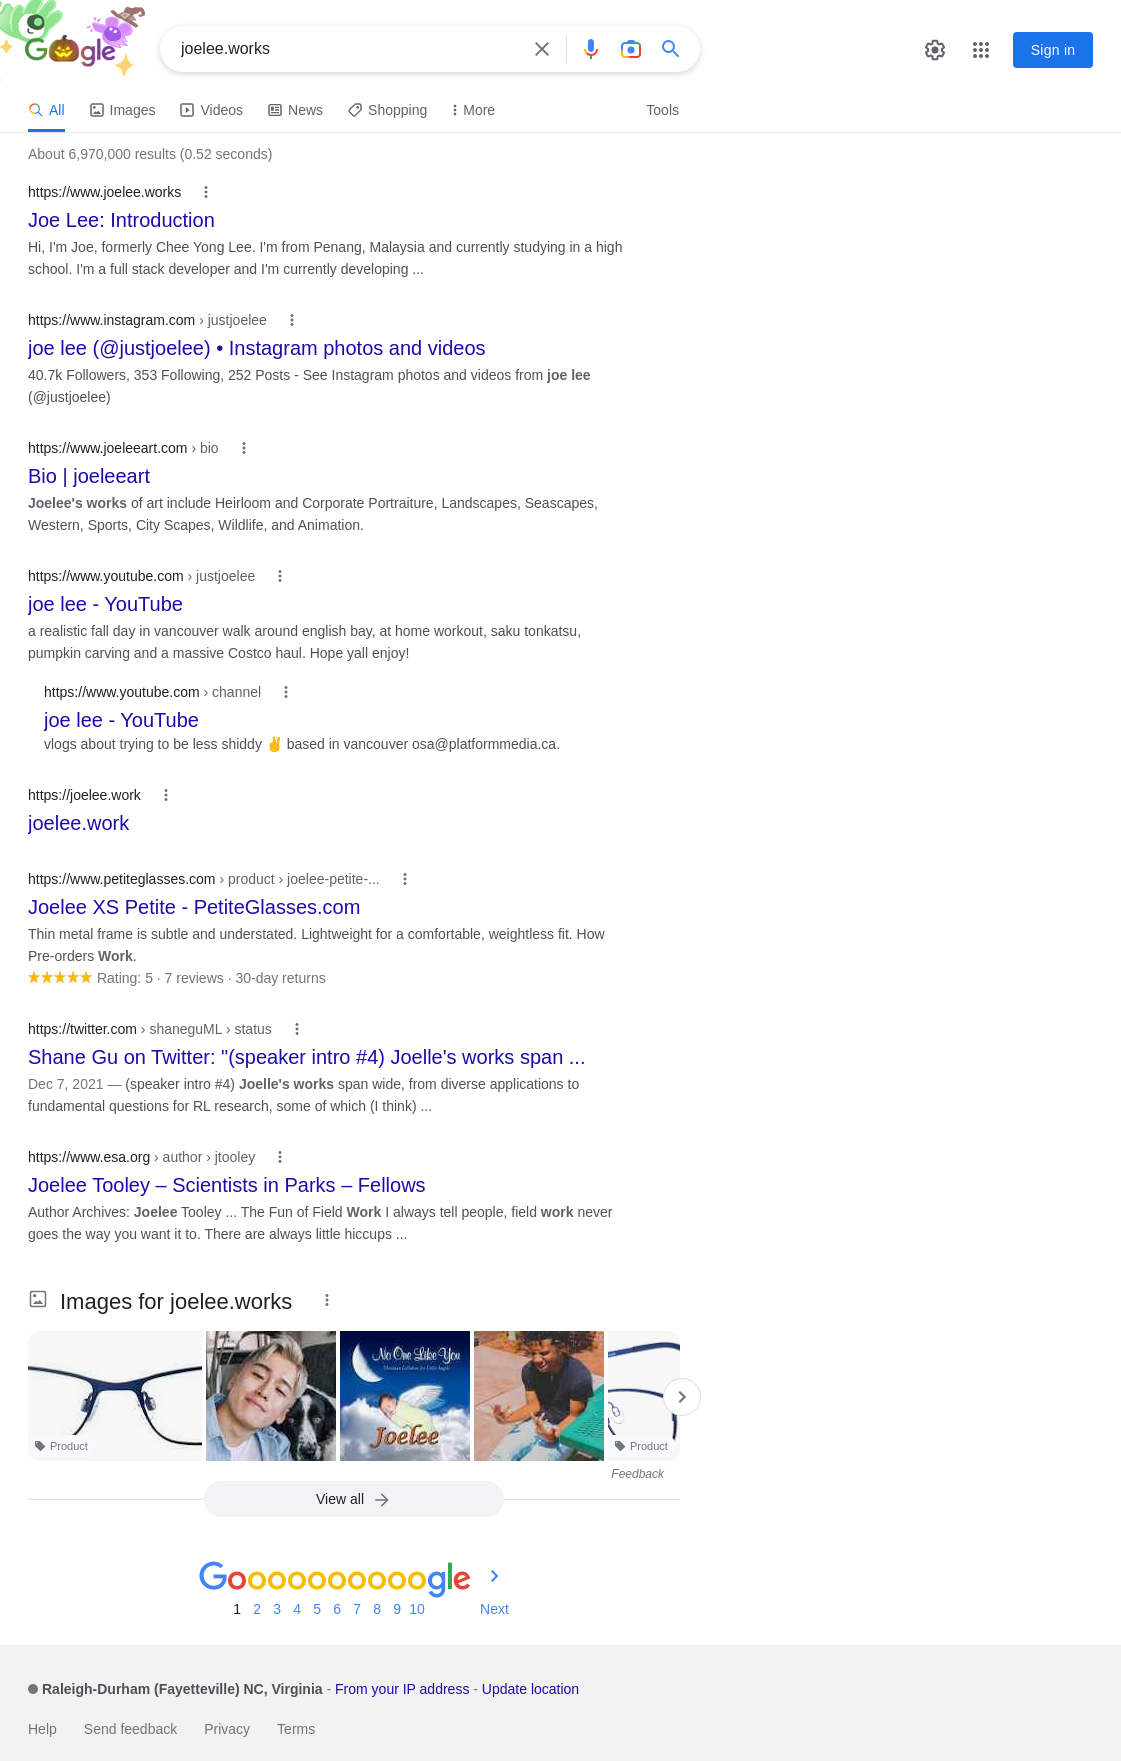 Google
joelee.works
Sign in
All
Images
Videos
News
Shopping
More
Tools
About 6,970,000 results (0.52 seconds)
https://www.joelee.works
Joe Lee: Introduction
Hi, I'm Joe, formerly Chee Yong Lee. I'm from Penang, Malaysia and currently studying in a high
school. I'm a full stack developer and I'm currently developing ...
https://www.instagram.com › justjoelee
joe lee (@justjoelee) • Instagram photos and videos
40.7k Followers, 353 Following, 252 Posts - See Instagram photos and videos from joe lee
(@justjoelee)
https://www.joeleeart.com › bio
Bio | joeleeart
Joelee's works of art include Heirloom and Corporate Portraiture, Landscapes, Seascapes,
Western, Sports, City Scapes, Wildlife, and Animation.
https://www.youtube.com › justjoelee
joe lee - YouTube
a realistic fall day in vancouver walk around english bay, at home workout, saku tonkatsu,
pumpkin carving and a massive Costco haul. Hope yall enjoy!
https://www.youtube.com › channel
joe lee - YouTube
vlogs about trying to be less shiddy ✌ based in vancouver osa@platformmedia.ca.
https://joelee.work
joelee.work
https://www.petiteglasses.com › product › joelee-petite-...
Joelee XS Petite - PetiteGlasses.com
Thin metal frame is subtle and understated. Lightweight for a comfortable, weightless fit. How
Pre-orders Work.
★★★★★ Rating: 5 · 7 reviews · 30-day returns
https://twitter.com › shaneguML › status
Shane Gu on Twitter: "(speaker intro #4) Joelle's works span ...
Dec 7, 2021 — (speaker intro #4) Joelle's works span wide, from diverse applications to
fundamental questions for RL research, some of which (I think) ...
https://www.esa.org › author › jtooley
Joelee Tooley – Scientists in Parks – Fellows
Author Archives: Joelee Tooley ... The Fun of Field Work I always tell people, field work never
goes the way you want it to. There are always little hiccups ...
Images for joelee.works
No One Like You
Joelee
Product
Product
Feedback
View all
Goooooooooogle
1 2 3 4 5 6 7 8 9 10 Next
Raleigh-Durham (Fayetteville) NC, Virginia - From your IP address - Update location
Help Send feedback Privacy Terms